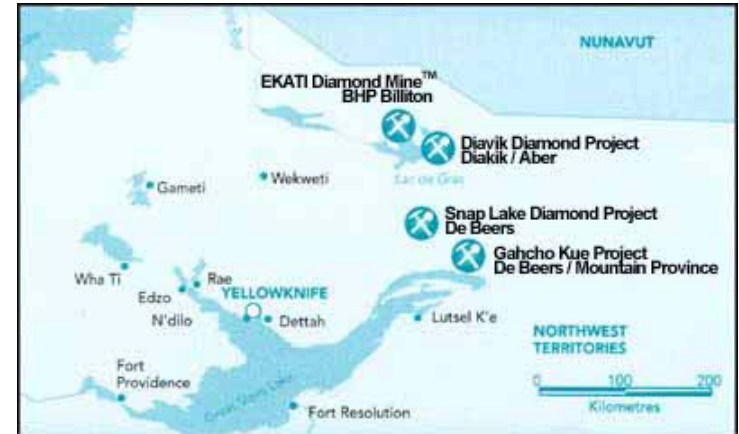 NUNAVUT
EKATI Diamond Mine™
BHP Billiton
Diavik Diamond Project
Diakik / Aber
Lac de Gras
Wekweti
Gameti
Snap Lake Diamond Project
De Beers
Gahcho Kue Project
De Beers / Mountain Province
Wha Ti
Rae
Edzo
YELLOWKNIFE
N'dilo
Dettah
Lutsel K'e
NORTHWEST
TERRITORIES
Fort
Providence
0 100 200
Kilometres
Great Slave Lake
Fort Resolution